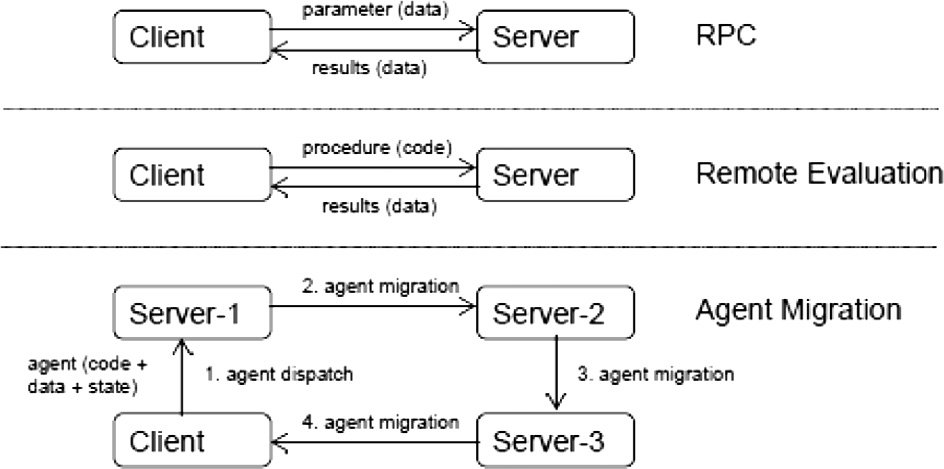 parameter (data)
Client
Server
RPC
results (data)
procedure (code)
Client
Server
Remote Evaluation
results (data)
2. agent migration
Server-1
Server-2
Agent Migration
agent (code +
data + state)
1. agent dispatch
3. agent migration
4. agent migration
Client
Server-3